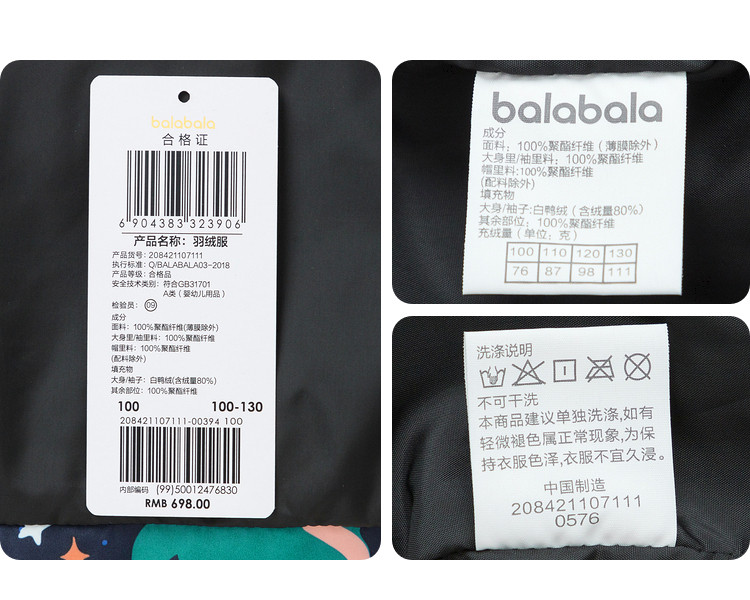 balabala
合格证
6 904383 323906
产品名称：羽绒服
产品货号：208421107111
执行标准：Q/BALABALA03-2018
产品等级：合格品
安全技术类别：符合GB31701
A类（婴幼儿用品）
检验员：09
成分
面料：100%聚酯纤维(薄膜除外)
大身里/袖里料：100%聚酯纤维
帽里料：100%聚酯纤维
(配料除外)
填充物
大身/袖子：白鸭绒(含绒量80%)
其余部位：100%聚酯纤维
100 100-130
208421107111-00394 100
内部编码 (99)50012476830
RMB 698.00
balabala
成分
面料：100%聚酯纤维（薄膜除外）
大身里/袖里料：100%聚酯纤维
帽里料:100%聚酯纤维
(配料除外)
填充物
大身/袖子:白鸭绒（含绒量80%）
其余部位：100%聚酯纤维
充绒量（单位：克）
100 110 120 130
76 87 98 111
洗涤说明
不可干洗
本商品建议单独洗涤,如有
轻微褪色属正常现象,为保
持衣服色泽,衣服不宜久浸。
中国制造
208421107111
0576